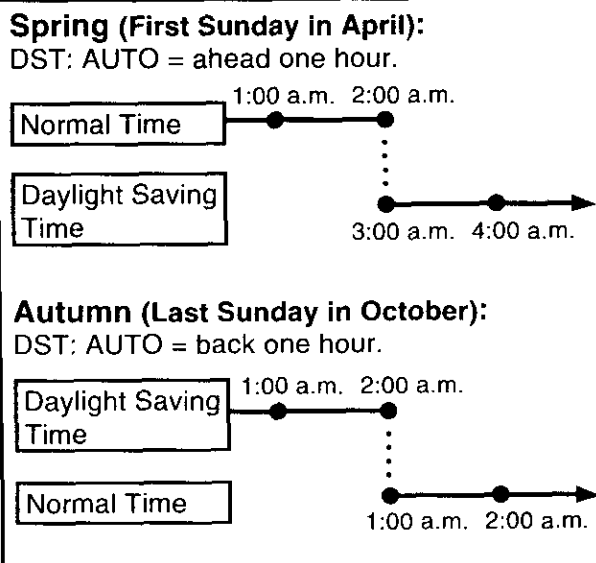 Spring (First Sunday in April):
DST: AUTO = ahead one hour.
1:00 a.m. 2:00 a.m.
Normal Time
Daylight Saving
Time
3:00 a.m. 4:00 a.m.
Autumn (Last Sunday in October):
DST: AUTO = back one hour.
1:00 a.m. 2:00 a.m.
Daylight Saving
Time
Normal Time
1:00 a.m. 2:00 a.m.